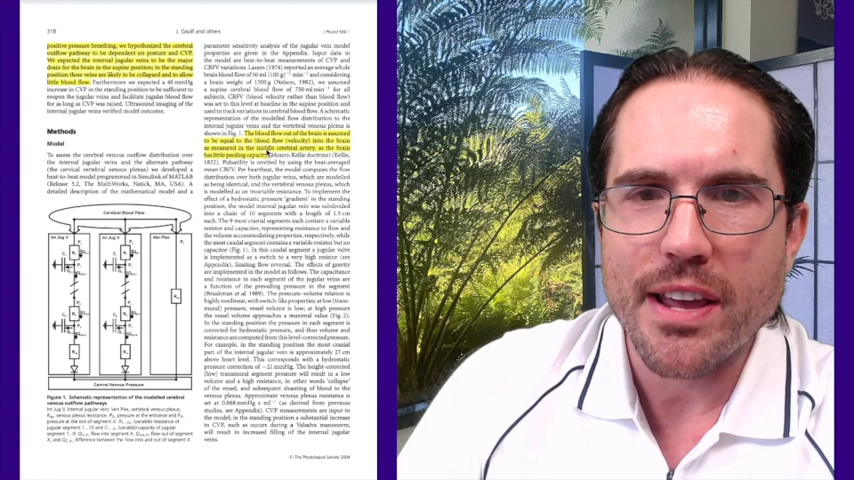 318
J. Gisolf and others
J Physiol 560.1
positive pressure breathing, we hypothesized the cerebral
outflow pathway to be dependent on posture and CVP.
We expected the internal jugular veins to be the major
drain for the brain in the supine position; in the standing
position these veins are likely to be collapsed and to allow
little blood flow. Furthermore we expected a 40 mmHg
increase in CVP in the standing position to be sufficient to
reopen the jugular veins and facilitate jugular blood flow
for as long as CVP was raised. Ultrasound imaging of the
internal jugular veins verified model outcome.
Methods
Model
To assess the cerebral venous outflow distribution over
the internal jugular veins and the alternate pathway
(the cervical vertebral venous plexus) we developed a
beat-to-beat model programmed in Simulink of MATLAB
(Release 5.2, The MathWorks, Natick, MA, USA). A
detailed description of the mathematical model and a
Cerebral Blood Flow
Int Jug V
Int Jug V
Ven Plex
Central Venous Pressure
Figure 1. Schematic representation of the modelled cerebral
venous outflow pathways
Int Jug V, internal jugular vein; Ven Plex, vertebral venous plexus;
parameter sensitivity analysis of the jugular vein model
properties are given in the Appendix. Input data to
the model are beat-to-beat measurements of CVP and
CBFV variations. Lassen (1974) reported an average whole
brain blood flow of 50 ml (100 g)⁻¹ min⁻¹ and considering
a brain weight of 1500 g (Nelson, 1982), we assumed
a supine cerebral blood flow of 750 ml min⁻¹ for all
subjects. CBFV (blood velocity rather than blood flow)
was set to this level at baseline in the supine position and
used to track variations in cerebral blood flow. A schematic
representation of the modelled flow distribution to the
internal jugular veins and the vertebral venous plexus is
shown in Fig. 1. The blood flow out of the brain is assumed
to be equal to the blood flow (velocity) into the brain
as measured in the middle cerebral artery, as the brain
has little pooling capacity (Monro-Kellie doctrine) (Kellie,
1822). Pulsatility is omitted by using the beat-averaged
mean CBFV. Per heartbeat, the model computes the flow
distribution over both jugular veins, which are modelled
as being identical, and the vertebral venous plexus, which
is modelled as an invariable resistance. To implement the
effect of a hydrostatic pressure 'gradient' in the standing
position, the model internal jugular vein was subdivided
into a chain of 10 segments with a length of 1.5 cm
each. The 9 most cranial segments each contain a variable
resistor and capacitor, representing resistance to flow and
the volume accommodating properties, respectively, while
the most caudal segment contains a variable resistor but no
capacitor (Fig. 1). In this caudal segment a jugular valve
is implemented as a switch to a very high resistor (see
Appendix), limiting flow reversal. The effects of gravity
are implemented in the model as follows. The capacitance
and resistance in each segment of the jugular veins are
a function of the prevailing pressure in the segment
(Braakman et al. 1989). The pressure–volume relation is
highly nonlinear, with switch-like properties: at low (trans-
mural) pressure, vessel volume is low; at high pressure
the vessel volume approaches a maximal value (Fig. 2).
In the standing position the pressure in each segment is
corrected for hydrostatic pressure, and thus volume and
resistance are computed from this level-corrected pressure.
For example, in the standing position the most cranial
part of the internal jugular vein is approximately 27 cm
above heart level. This corresponds with a hydrostatic
pressure correction of −21 mmHg. The height-corrected
(low) transmural pressure will result in a low
volume and a high resistance, in other words 'collapse'
of the vessel, and subsequent shunting of blood to the
venous plexus. Approximate venous plexus resistance is
set at 0.068 mmHg s ml⁻¹ (as derived from previous
studies, see Appendix). CVP measurements are input to
the model; in the standing position a substantial increase
in CVP, such as occurs during a Valsalva manoeuvre,
will result in increased filling of the internal jugular
veins.
© The Physiological Society 2004